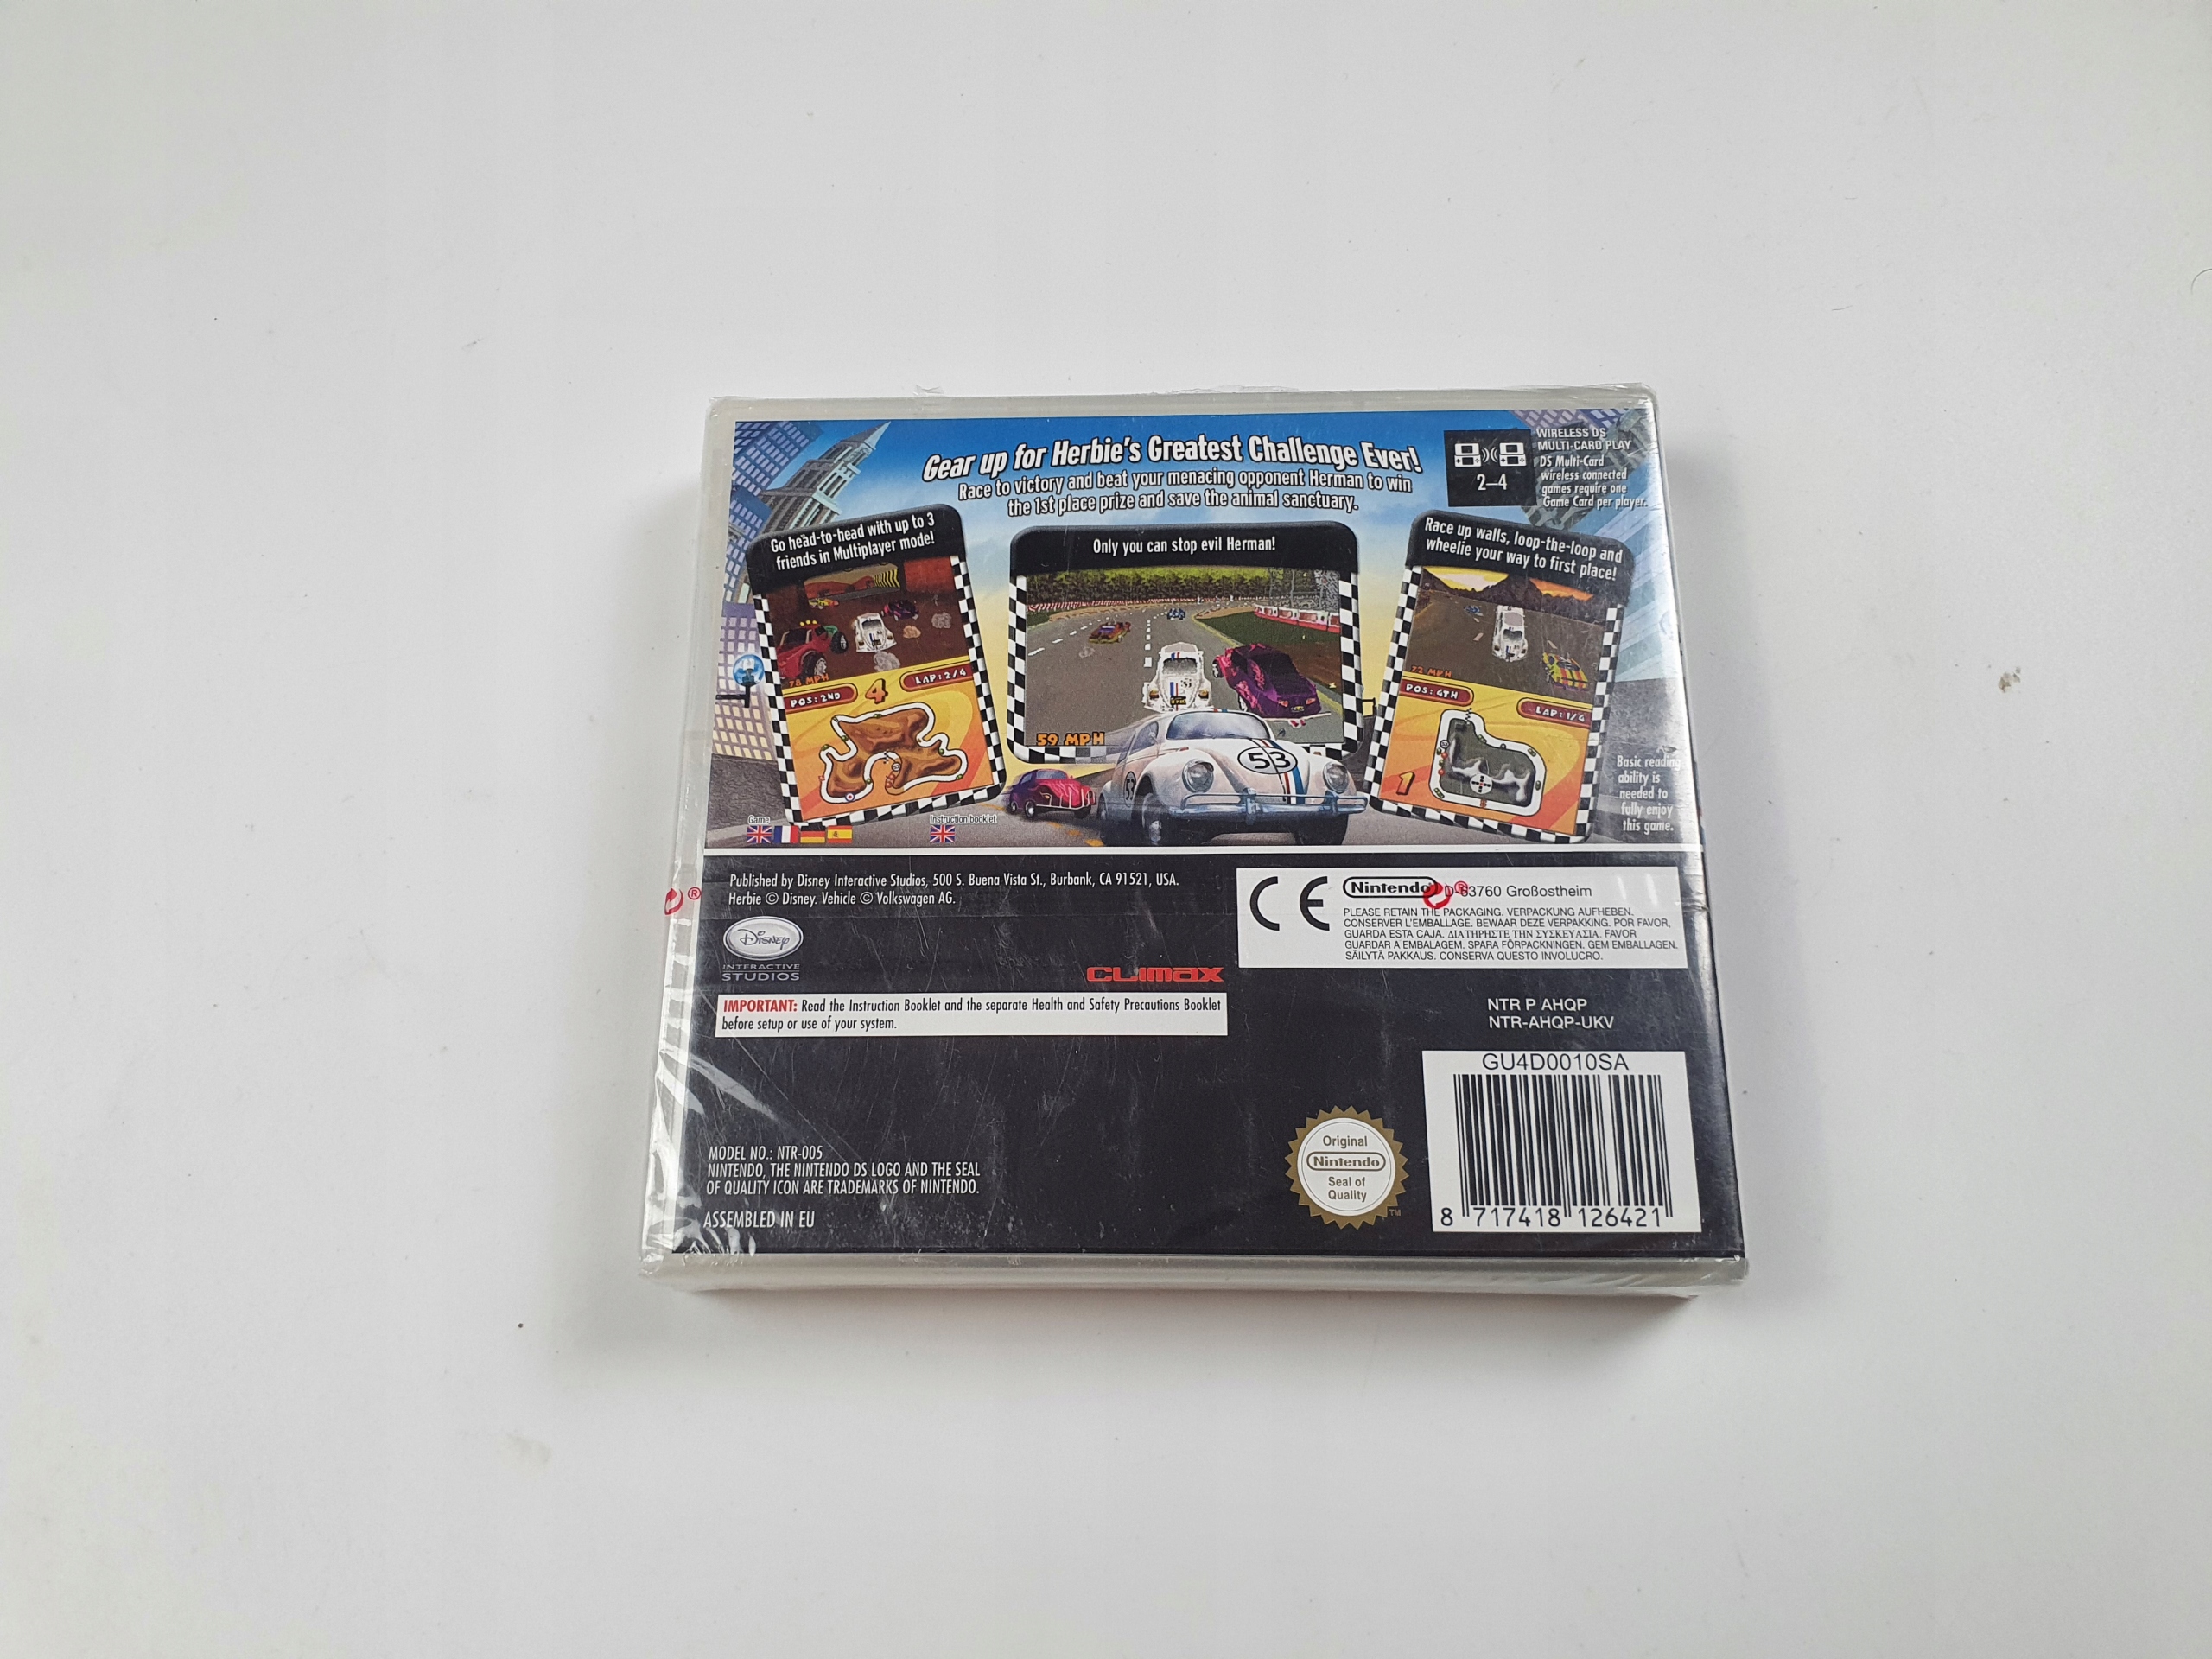 Gear up for Herbie's Greatest Challenge Ever!
Race to victory and beat your menacing opponent Herman to win
the 1st place prize and save the animal sanctuary.
WIRELESS DS
MULTI-CARD PLAY
DS Multi-Card
wireless connected
games require one
Game Card per player.
2–4
Go head-to-head with up to 3
friends in Multiplayer mode!
78 MPH
POS: 2ND
4
LAP: 2/4
Only you can stop evil Herman!
59 MPH
53
53
Race up walls, loop-the-loop and
wheelie your way to first place!
72 MPH
POS: 4TH
LAP: 1/4
1
Basic reading
ability is
needed to
fully enjoy
this game.
Game
Instruction booklet
Published by Disney Interactive Studios, 500 S. Buena Vista St., Burbank, CA 91521, USA.
Herbie © Disney. Vehicle © Volkswagen AG.
Disney
INTERACTIVE
STUDIOS
CLIMAX
IMPORTANT: Read the Instruction Booklet and the separate Health and Safety Precautions Booklet
before setup or use of your system.
®
CE
Nintendo ® D-63760 Großostheim
PLEASE RETAIN THE PACKAGING. VERPACKUNG AUFHEBEN.
CONSERVER L'EMBALLAGE. BEWAAR DEZE VERPAKKING. POR FAVOR,
GUARDA ESTA CAJA. ΔΙΑΤΗΡΗΣΤΕ ΤΗΝ ΣΥΣΚΕΥΑΣΙΑ. FAVOR
GUARDAR A EMBALAGEM. SPARA FÖRPACKNINGEN. GEM EMBALLAGEN.
SÄILYTÄ PAKKAUS. CONSERVA QUESTO INVOLUCRO.
NTR P AHQP
NTR-AHQP-UKV
GU4D0010SA
8 717418 126421
Original
Nintendo
Seal of
Quality
TM
MODEL NO.: NTR-005
NINTENDO, THE NINTENDO DS LOGO AND THE SEAL
OF QUALITY ICON ARE TRADEMARKS OF NINTENDO.
ASSEMBLED IN EU